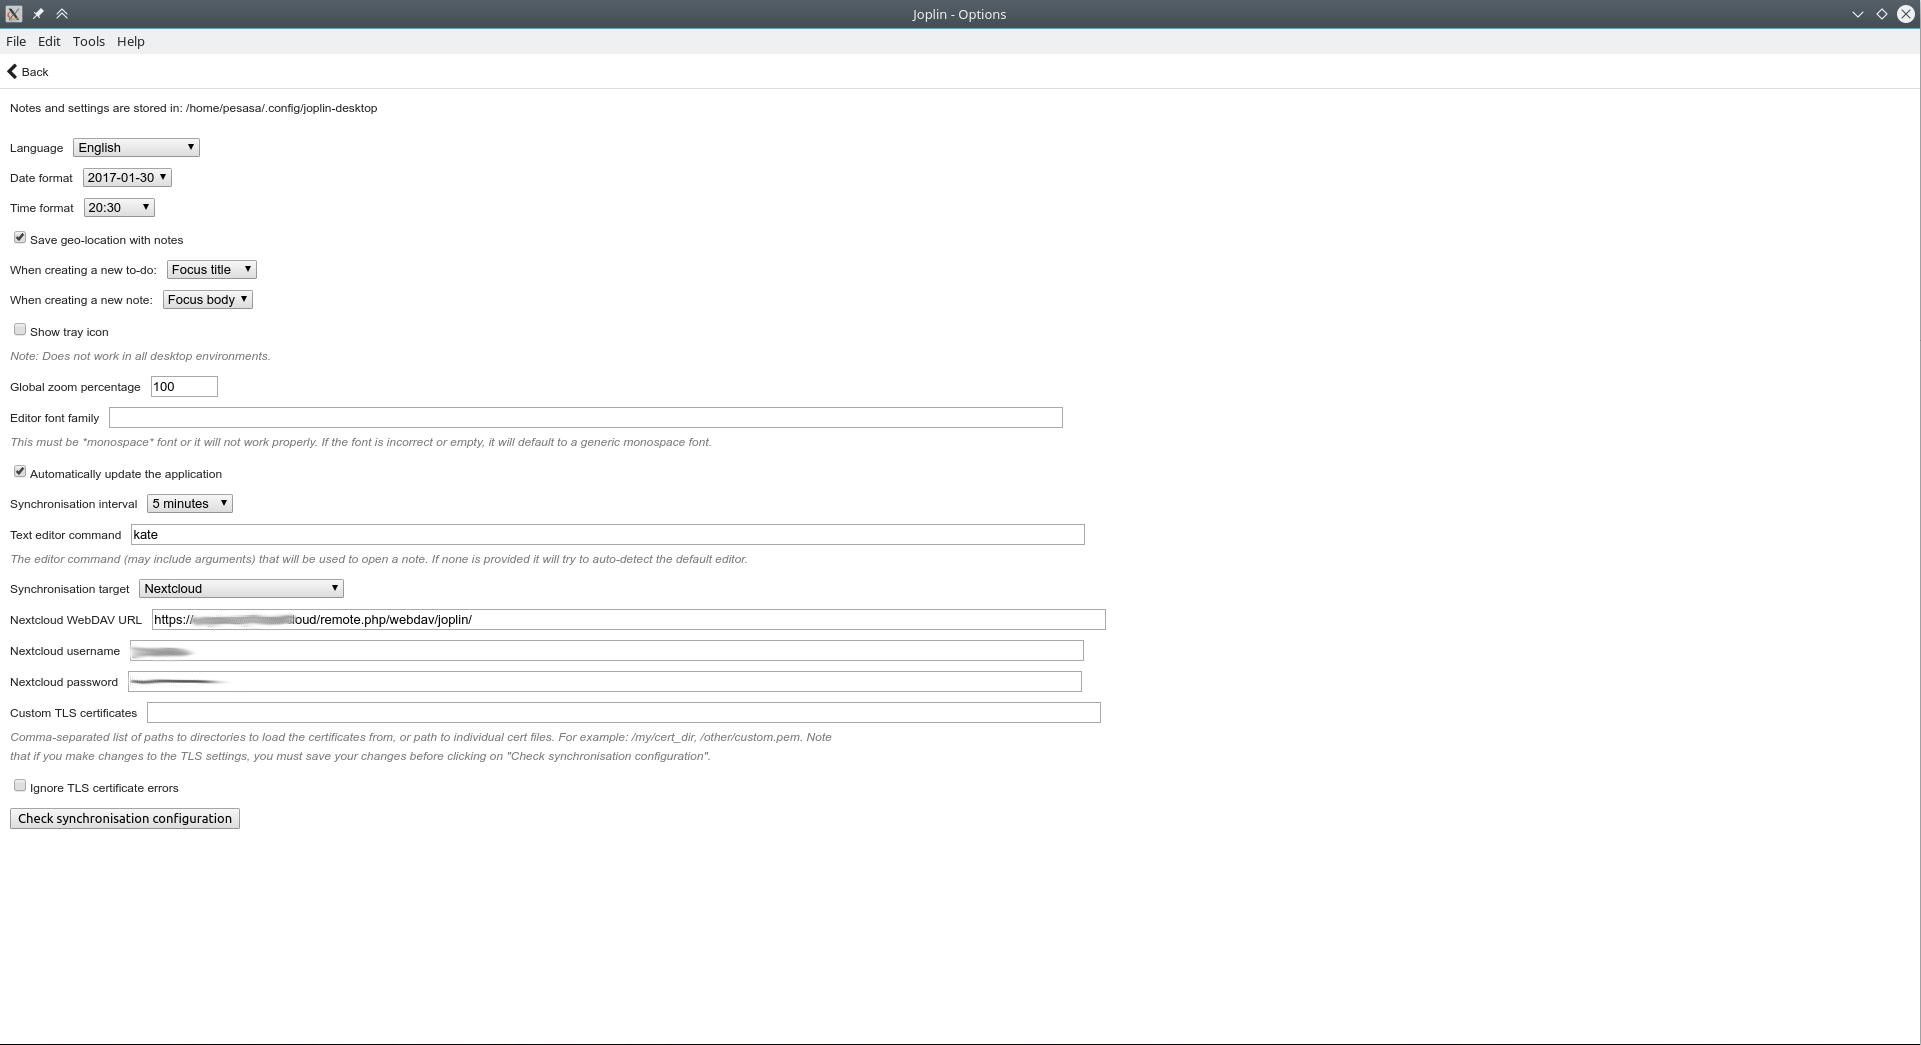 Joplin - Options
File Edit Tools Help
Back
Notes and settings are stored in: /home/pesasa/.config/joplin-desktop
Language English
Date format 2017-01-30
Time format 20:30
Save geo-location with notes
When creating a new to-do: Focus title
When creating a new note: Focus body
Show tray icon
Note: Does not work in all desktop environments.
Global zoom percentage 100
Editor font family
This must be *monospace* font or it will not work properly. If the font is incorrect or empty, it will default to a generic monospace font.
Automatically update the application
Synchronisation interval 5 minutes
Text editor command kate
The editor command (may include arguments) that will be used to open a note. If none is provided it will try to auto-detect the default editor.
Synchronisation target Nextcloud
Nextcloud WebDAV URL https:// loud/remote.php/webdav/joplin/
Nextcloud username
Nextcloud password
Custom TLS certificates
Comma-separated list of paths to directories to load the certificates from, or path to individual cert files. For example: /my/cert_dir, /other/custom.pem. Note
that if you make changes to the TLS settings, you must save your changes before clicking on "Check synchronisation configuration".
Ignore TLS certificate errors
Check synchronisation configuration